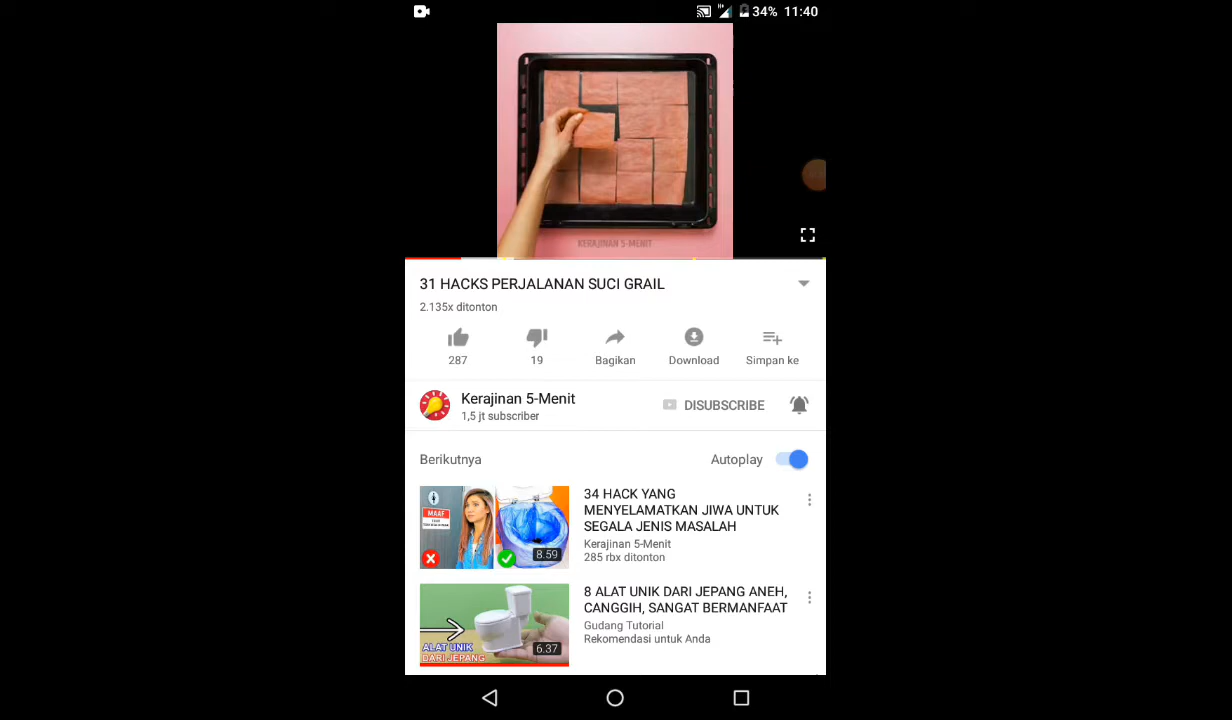 34% 11:40
KERAJINAN 5-MENIT
31 HACKS PERJALANAN SUCI GRAIL
2.135x ditonton
287 19 Bagikan Download Simpan ke
Kerajinan 5-Menit
1,5 jt subscriber
DISUBSCRIBE
Berikutnya Autoplay
MAAF
8.59
34 HACK YANG
MENYELAMATKAN JIWA UNTUK
SEGALA JENIS MASALAH
Kerajinan 5-Menit
285 rbx ditonton
ALAT UNIK
DARI JEPANG
6.37
8 ALAT UNIK DARI JEPANG ANEH,
CANGGIH, SANGAT BERMANFAAT
Gudang Tutorial
Rekomendasi untuk Anda